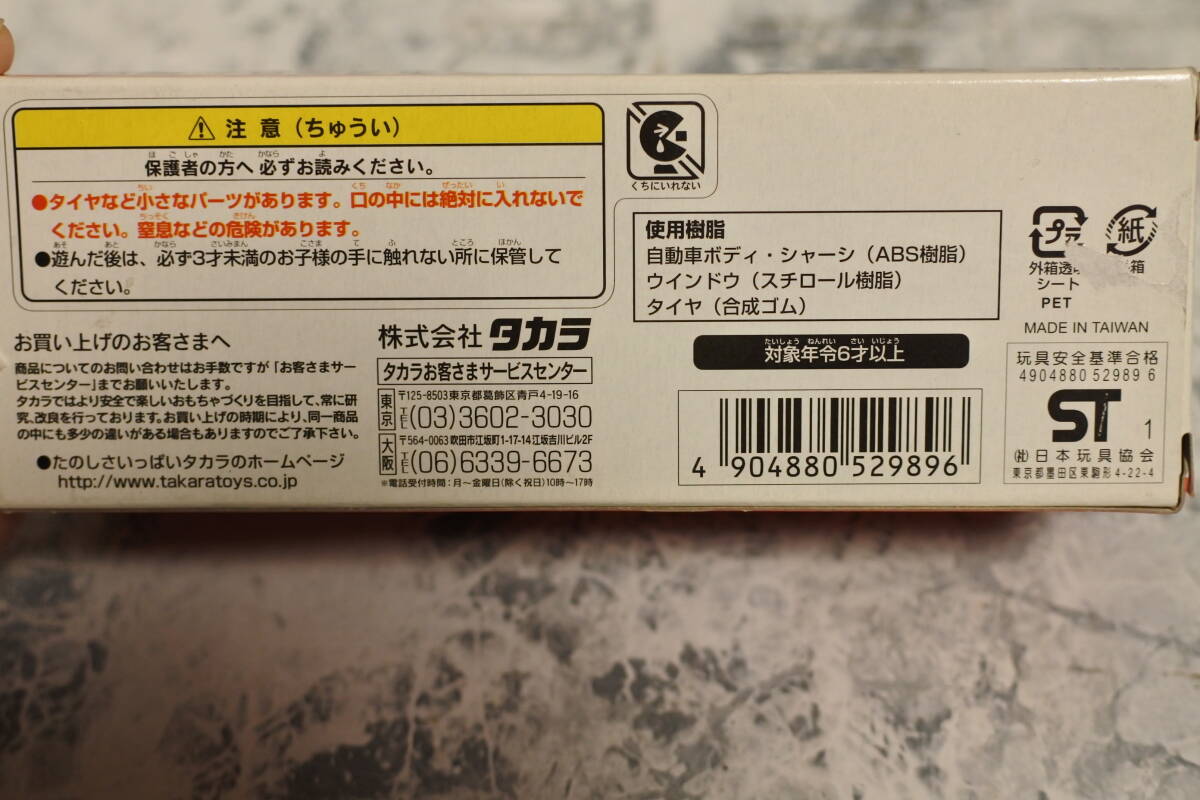 注 意（ちゅうい）
保護者の方へ 必ずお読みください。
●タイヤなど小さなパーツがあります。口の中には絶対に入れないで
ください。窒息などの危険があります。
●遊んだ後は、必ず3才未満のお子様の手に触れない所に保管して
ください。
くちにいれない
お買い上げのお客さまへ
商品についてのお問い合わせはお手数ですが「お客さまサー
ビスセンター」までお願いいたします。
タカラではより安全で楽しいおもちゃづくりを目指して、常に研
究、改良を行っております。お買い上げの時期により、同一商品
の中にも多少の違いがある場合もありますのでご了承下さい。
●たのしさいっぱいタカラのホームページ
http://www.takaratoys.co.jp
株式会社 タカラ
タカラお客さまサービスセンター
東京 〒125-8503東京都葛飾区青戸4-19-16
TEL (03)3602-3030
大阪 〒564-0063吹田市江坂町1-17-14江坂吉川ビル2F
TEL (06)6339-6673
※電話受付時間：月～金曜日(除く祝日)10時～17時
使用樹脂
自動車ボディ・シャーシ（ABS樹脂）
ウインドウ（スチロール樹脂）
タイヤ（合成ゴム）
対象年令6才以上
4 904880 529896
プラ
外箱透
シート
PET
紙
箱
MADE IN TAIWAN
玩具安全基準合格
4904880 52989 6
ST 1
(社)日本玩具協会
東京都墨田区東駒形4-22-4